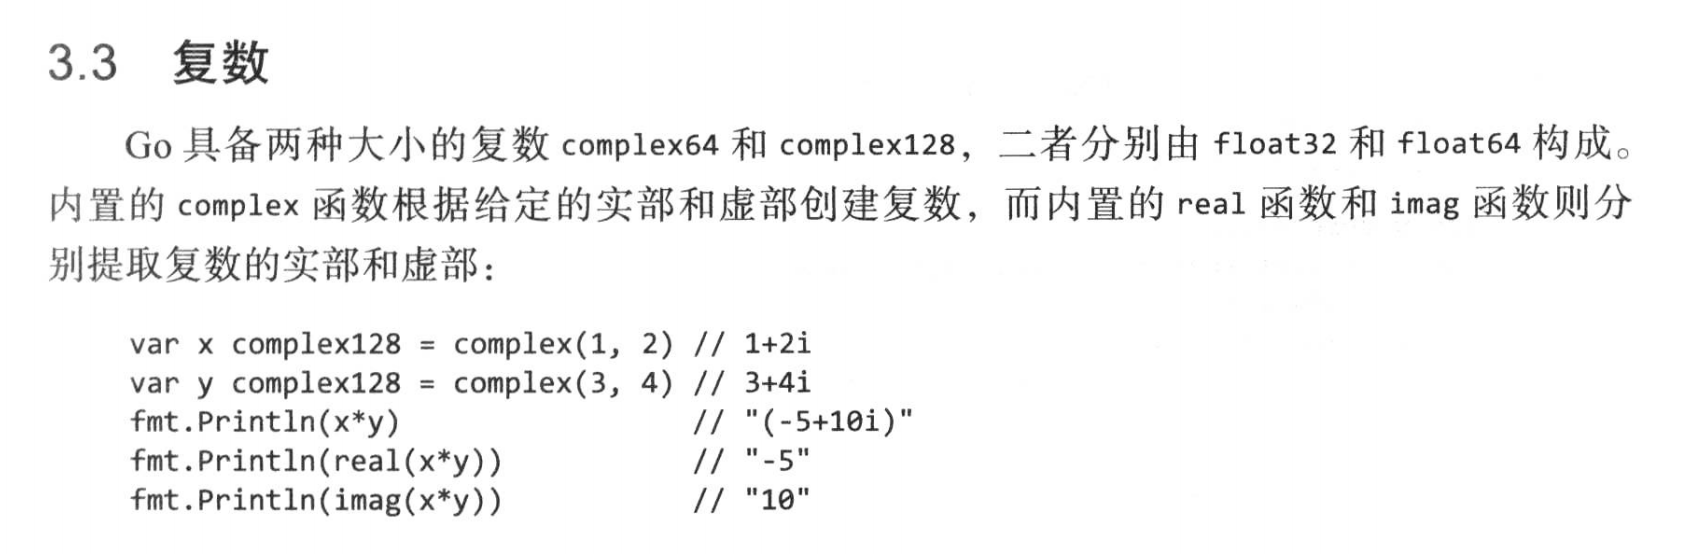 3.3 复数
Go 具备两种大小的复数 complex64 和 complex128，二者分别由 float32 和 float64 构成。
内置的 complex 函数根据给定的实部和虚部创建复数，而内置的 real 函数和 imag 函数则分
别提取复数的实部和虚部：
var x complex128 = complex(1, 2) // 1+2i
var y complex128 = complex(3, 4) // 3+4i
fmt.Println(x*y)                 // "(-5+10i)"
fmt.Println(real(x*y))           // "-5"
fmt.Println(imag(x*y))           // "10"